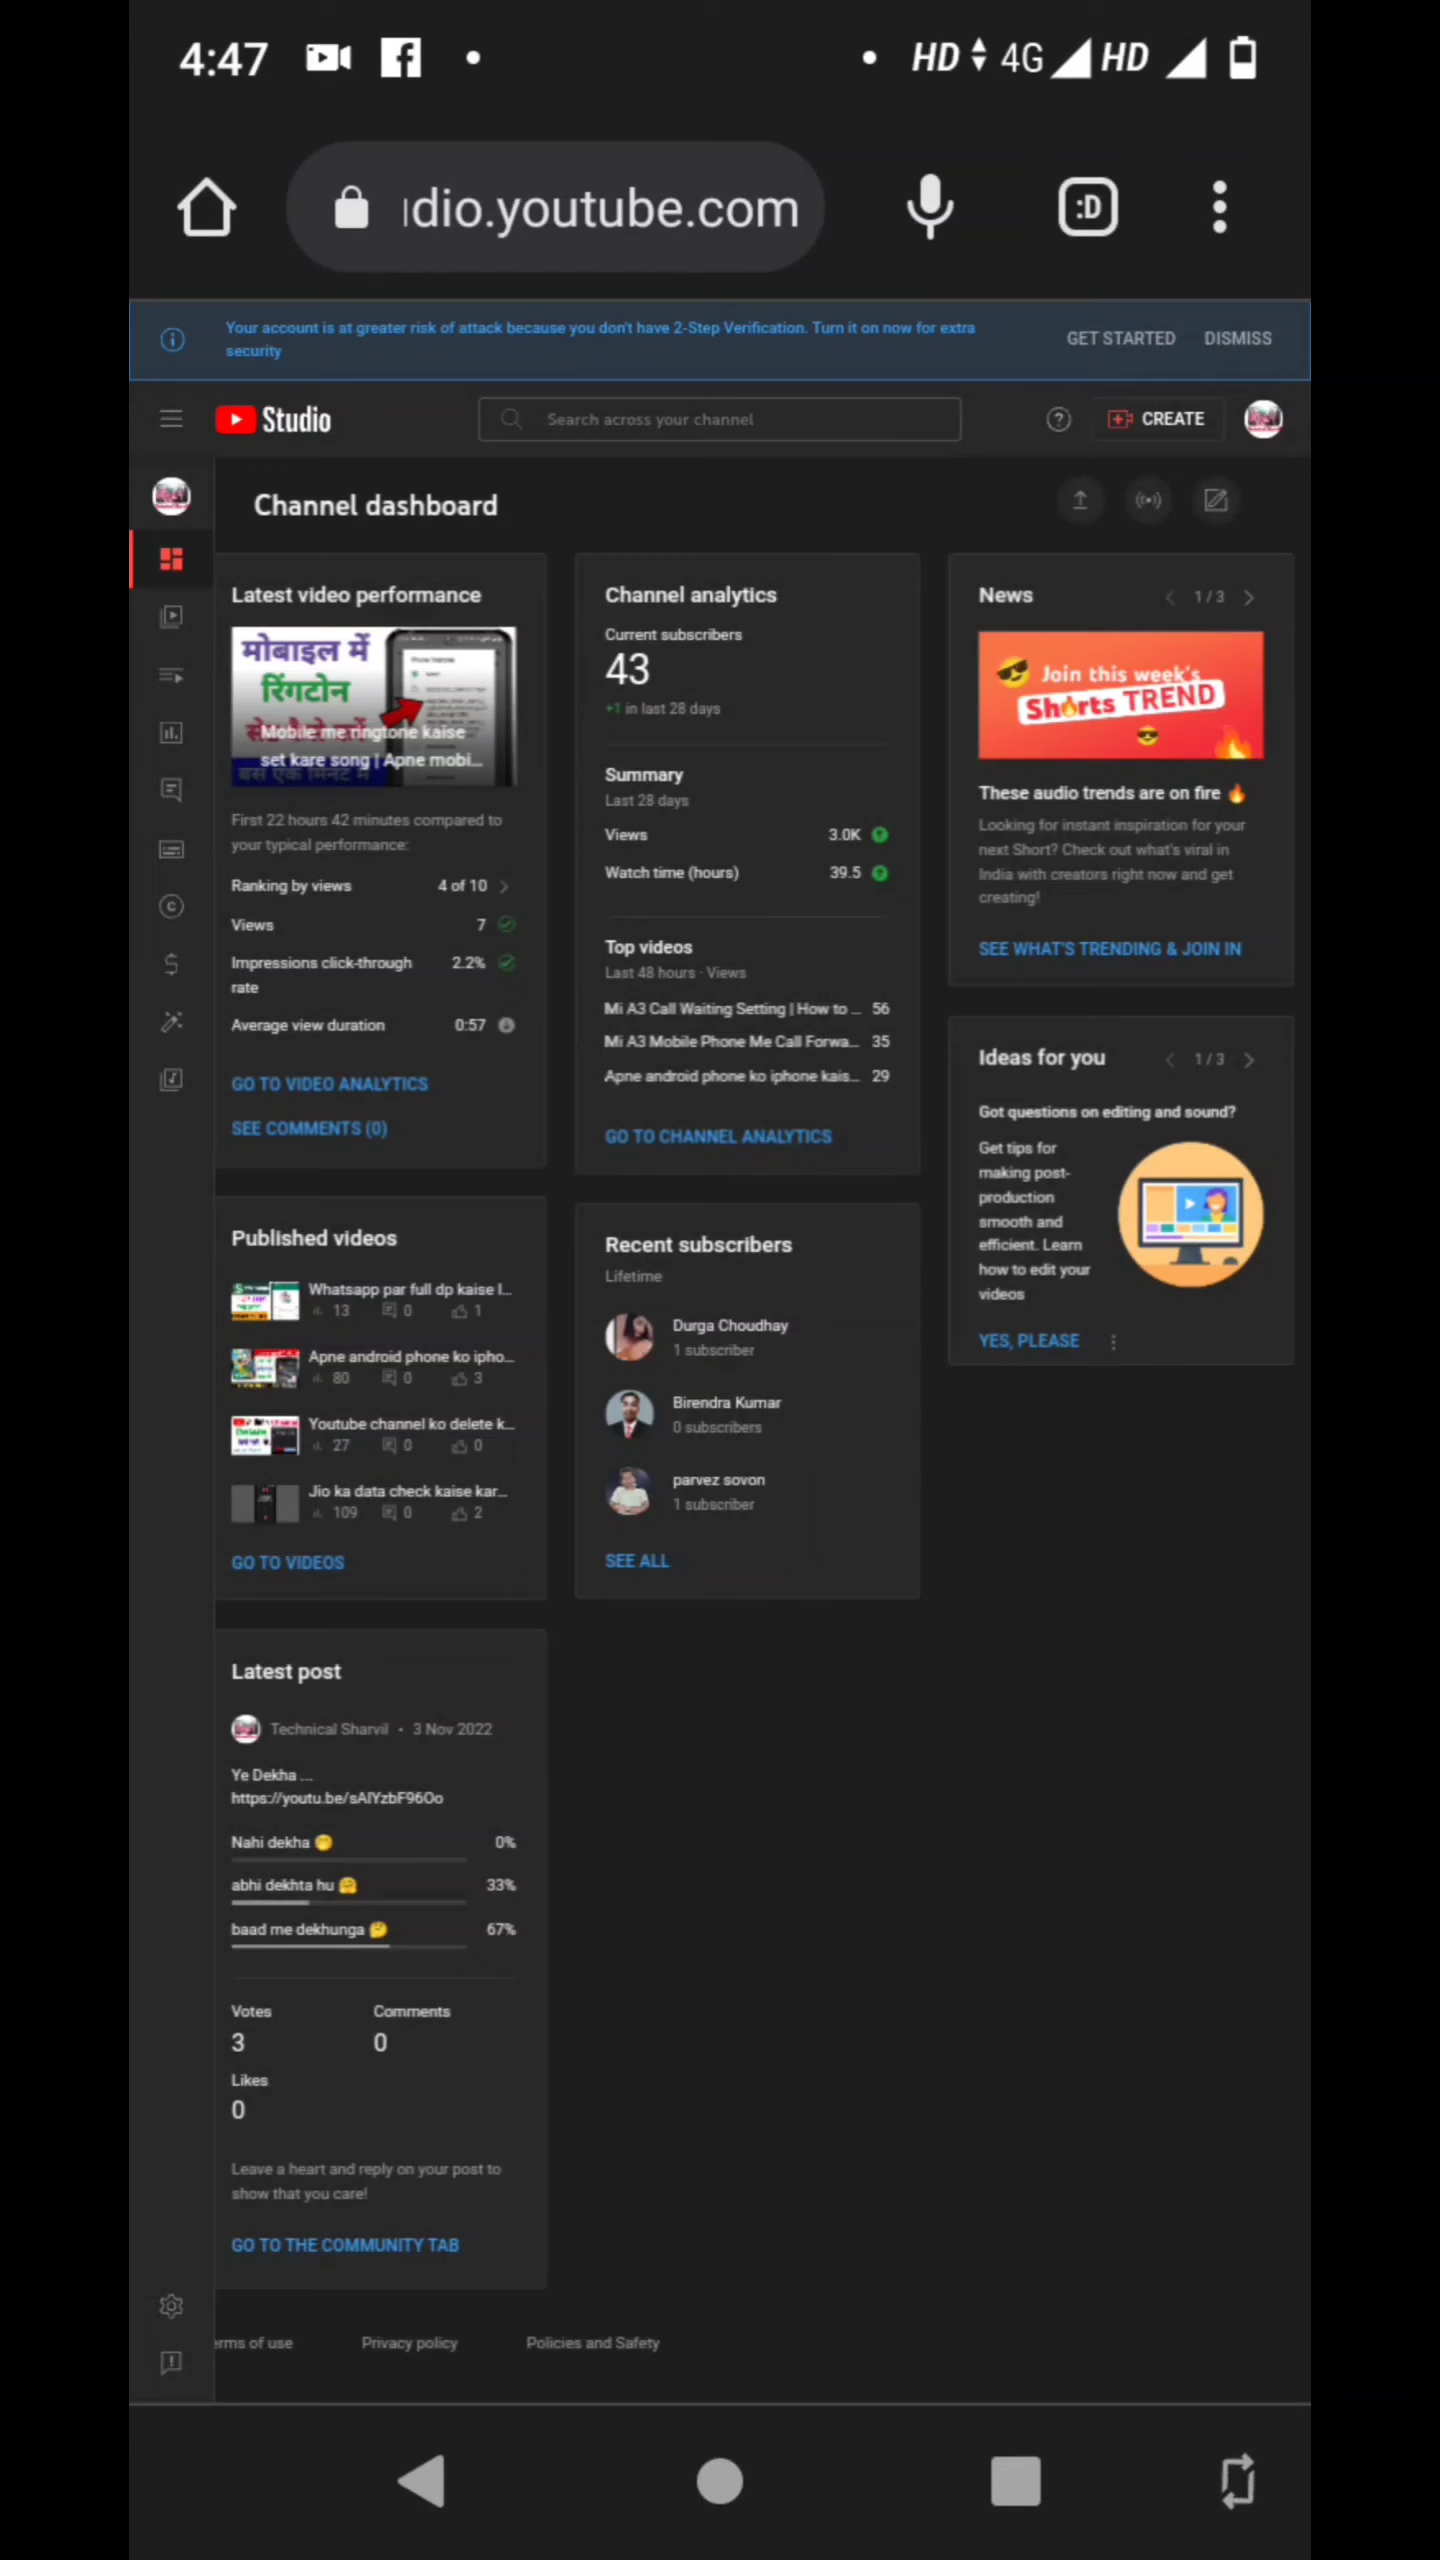 4:47
HD 4G HD
dio.youtube.com
:D
Your account is at greater risk of attack because you don't have 2-Step Verification. Turn it on now for extra
security
GET STARTED DISMISS
Studio
Search across your channel
CREATE
Channel dashboard
Latest video performance
मोबाइल में
रिंगटोन
Mobile me ringtone kaise
set kare song | Apne mobi...
बस एक मिनट में
First 22 hours 42 minutes compared to
your typical performance:
Ranking by views 4 of 10
Views 7
Impressions click-through 2.2%
rate
Average view duration 0:57
GO TO VIDEO ANALYTICS
SEE COMMENTS (0)
Published videos
Whatsapp par full dp kaise l...
13 0 1
Apne android phone ko ipho...
80 0 3
Youtube channel ko delete k...
27 0 0
Jio ka data check kaise kar...
109 0 2
GO TO VIDEOS
Latest post
Technical Sharvil • 3 Nov 2022
Ye Dekha ...
https://youtu.be/sAlYzbF96Oo
Nahi dekha 🤭 0%
abhi dekhta hu 🤗 33%
baad me dekhunga 🤔 67%
Votes Comments
3 0
Likes
0
Leave a heart and reply on your post to
show that you care!
GO TO THE COMMUNITY TAB
Channel analytics
Current subscribers
43
+1 in last 28 days
Summary
Last 28 days
Views 3.0K
Watch time (hours) 39.5
Top videos
Last 48 hours · Views
Mi A3 Call Waiting Setting | How to ... 56
Mi A3 Mobile Phone Me Call Forwa... 35
Apne android phone ko iphone kais... 29
GO TO CHANNEL ANALYTICS
Recent subscribers
Lifetime
Durga Choudhay
1 subscriber
Birendra Kumar
0 subscribers
parvez sovon
1 subscriber
SEE ALL
News 1 / 3
Join this week's
Shorts TREND
These audio trends are on fire 🔥
Looking for instant inspiration for your
next Short? Check out what's viral in
India with creators right now and get
creating!
SEE WHAT'S TRENDING & JOIN IN
Ideas for you 1 / 3
Got questions on editing and sound?
Get tips for
making post-
production
smooth and
efficient. Learn
how to edit your
videos
YES, PLEASE
erms of use Privacy policy Policies and Safety